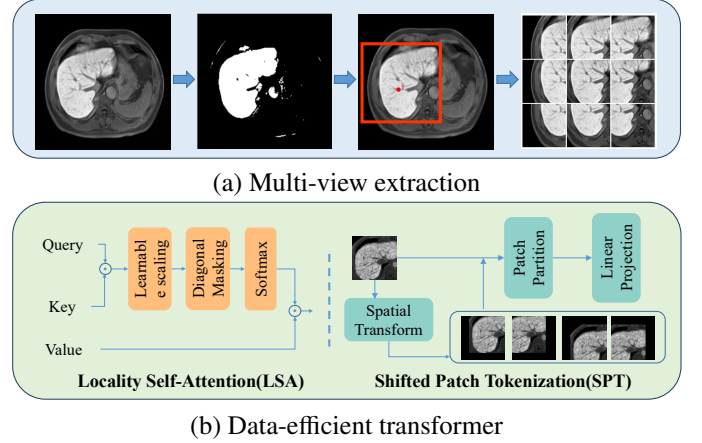 (a) Multi-view extraction
Query
Key
Value
Learnabl
e scaling
Diagonal
Masking
Softmax
Locality Self-Attention(LSA)
Spatial
Transform
Patch
Partition
Linear
Projection
Shifted Patch Tokenization(SPT)
(b) Data-efficient transformer